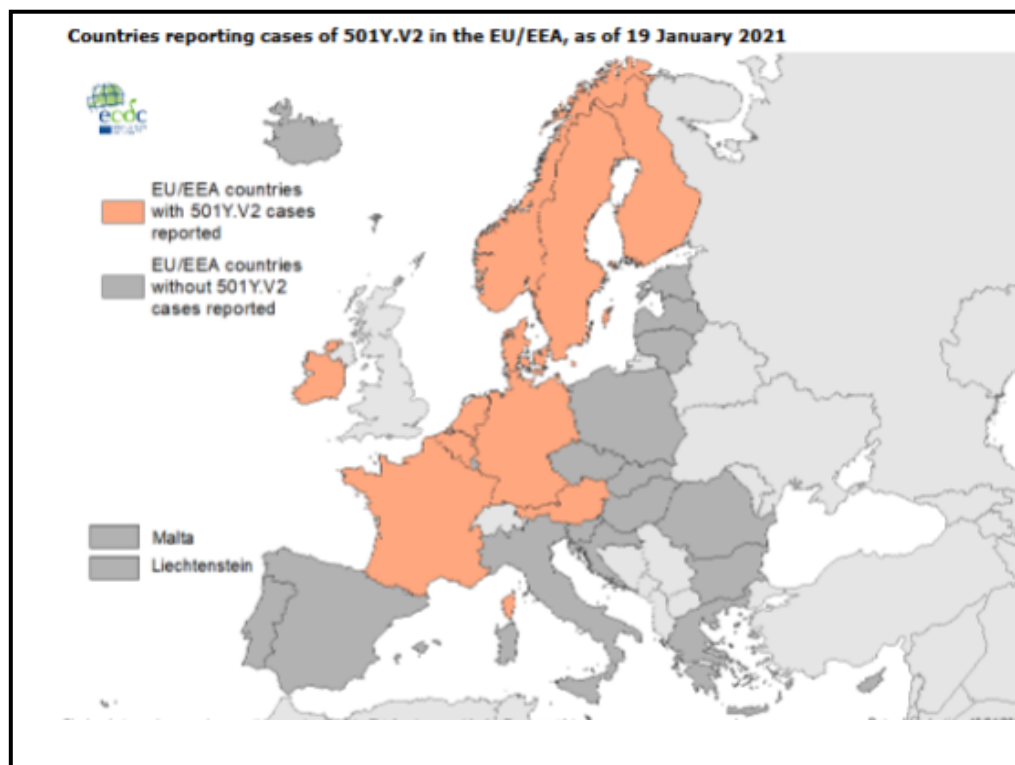 Countries reporting cases of 501Y.V2 in the EU/EEA, as of 19 January 2021
ecdc
EU/EEA countries
with 501Y.V2 cases
reported
EU/EEA countries
without 501Y.V2
cases reported
Malta
Liechtenstein